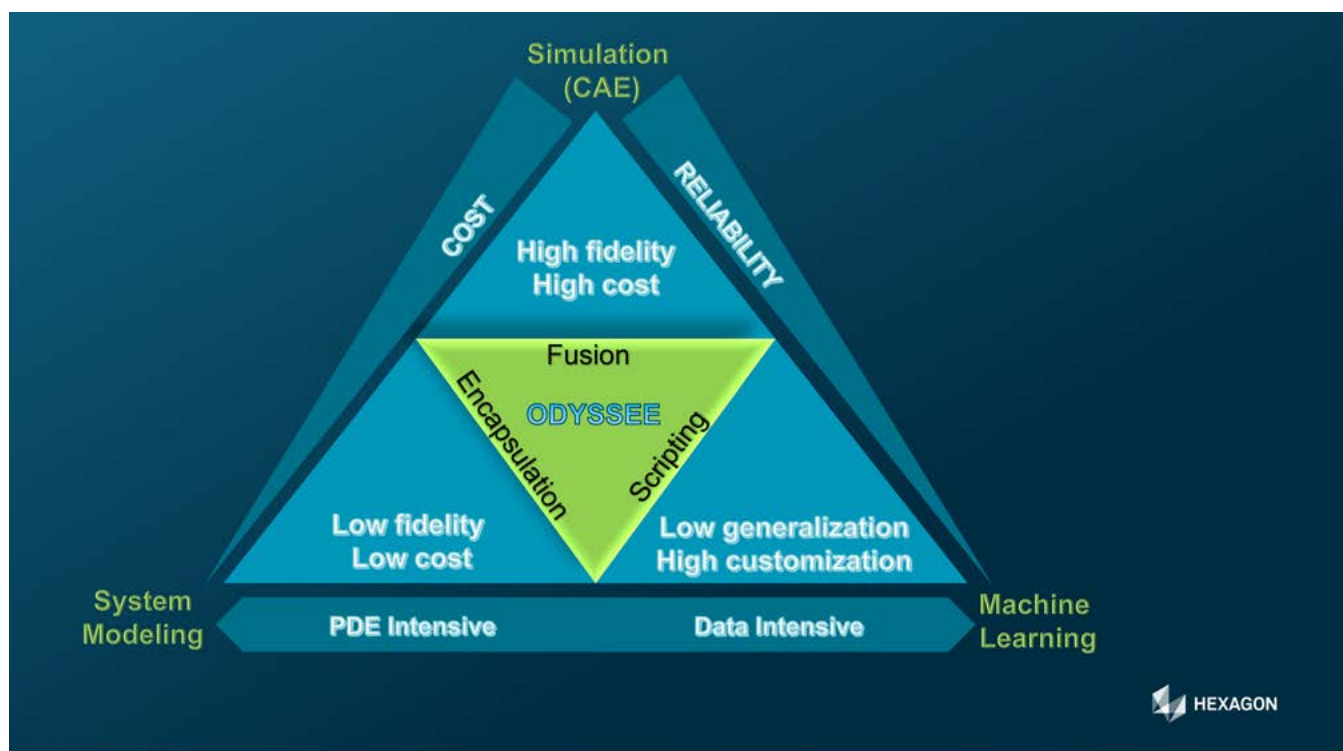 Simulation
(CAE)
COST
RELIABILITY
High fidelity
High cost
Fusion
Encapsulation
ODYSSEE
Scripting
Low fidelity
Low cost
Low generalization
High customization
System
Modeling
PDE Intensive
Data Intensive
Machine
Learning
HEXAGON